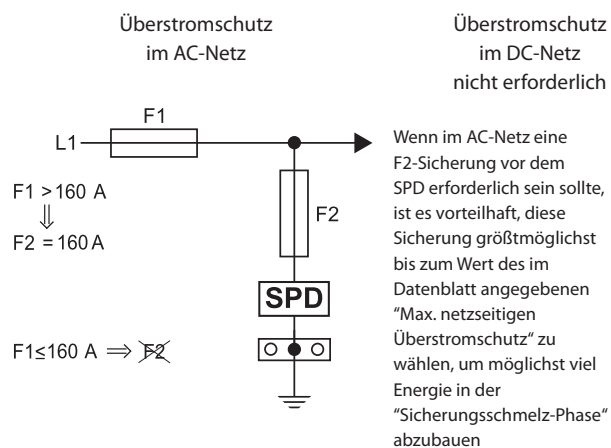 Überstromschutz
im AC-Netz
Überstromschutz
im DC-Netz
nicht erforderlich
F1
L1
F1 >160 A
⇓
F2 =160 A
F2
SPD
F1≤160 A ⇒ F2
Wenn im AC-Netz eine
F2-Sicherung vor dem
SPD erforderlich sein sollte,
ist es vorteilhaft, diese
Sicherung größtmöglichst
bis zum Wert des im
Datenblatt angegebenen
“Max. netzseitigen
Überstromschutz“ zu
wählen, um möglichst viel
Energie in der
“Sicherungsschmelz-Phase“
abzubauen